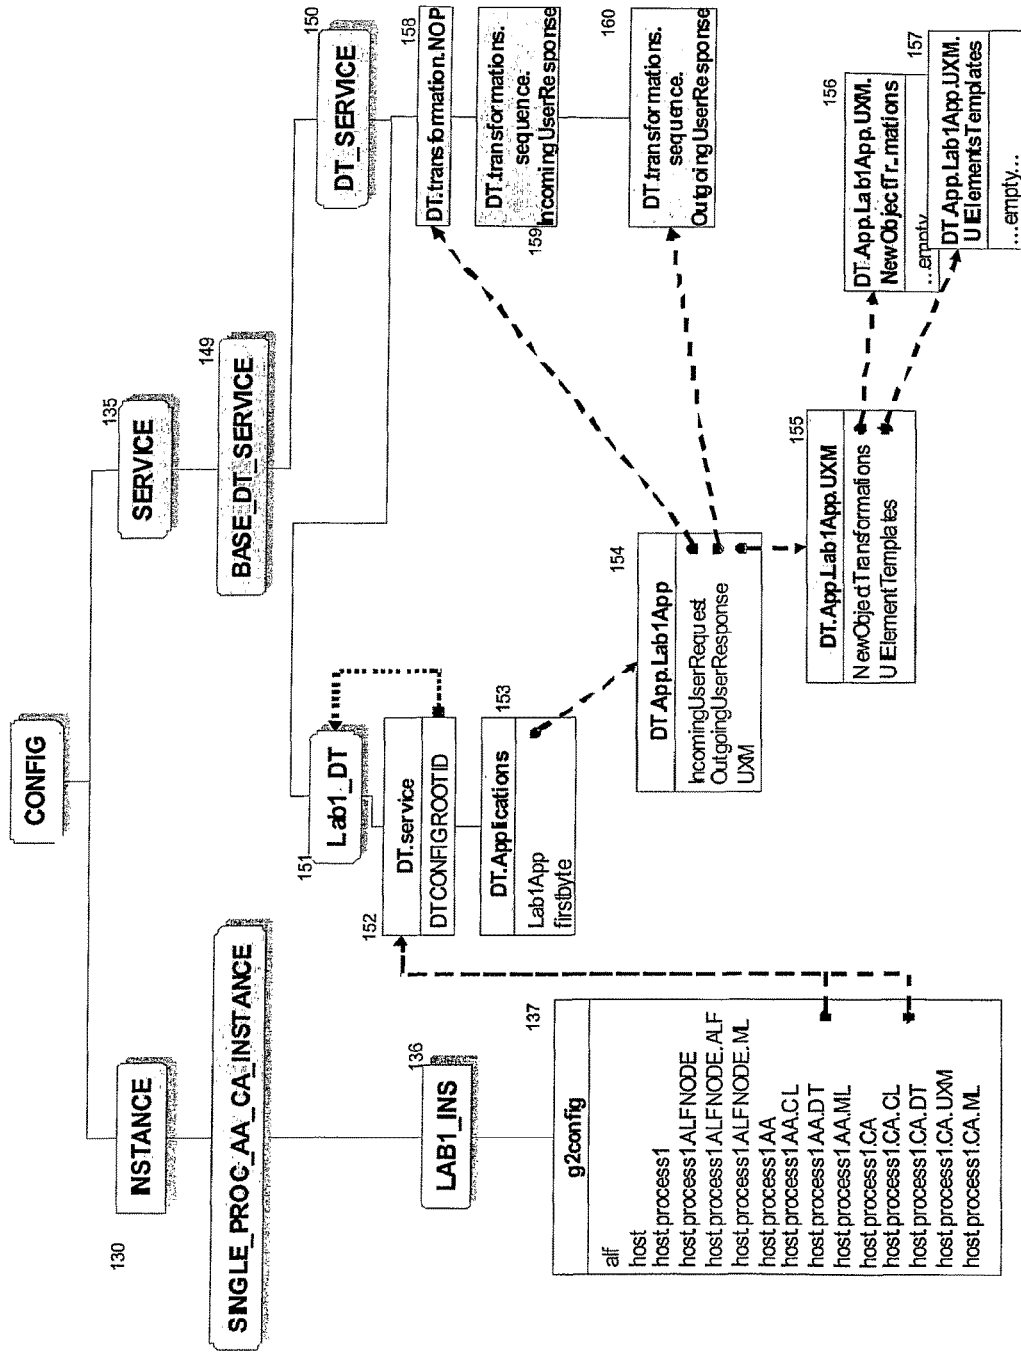 CONFIG
NSTANCE
130
SINGLE_PROC_AA_CA_INSTANCE
LAB1_INS
136
g2config
137
alf
host
host.process1
host.process1.ALFNODE
host.process1.ALFNODE.ALF
host.process1.ALFNODE.ML
host.process1.AA
host.process1.AA.CL
host.process1.AA.DT
host.process1.AA.ML
host.process1.CA
host.process1.CA.CL
host.process1.CA.DT
host.process1.CA.UXM
host.process1.CA.ML
SERVICE
135
BASE_DT_SERVICE
149
Lab1_DT
151
DT.service
152
DTCONFIGROOTID
DT.Applications
153
Lab1App
firstbyte
DT.App.Lab1App
154
IncomingUserRequest
OutgoingUserResponse
UXM
DT.App.Lab1App.UXM
155
NewObjectTransformations
UIElementTemplates
DT_SERVICE
150
DT.transformation.NOP
158
DT.transformations.
sequence.
IncomingUserResponse
159
DT.transformations.
sequence.
OutgoingUserResponse
160
DT.App.Lab1App.UXM.
NewObjectTr..mations
156
...empty
DT.App.Lab1App.UXM.
UIElementsTemplates
157
...empty...